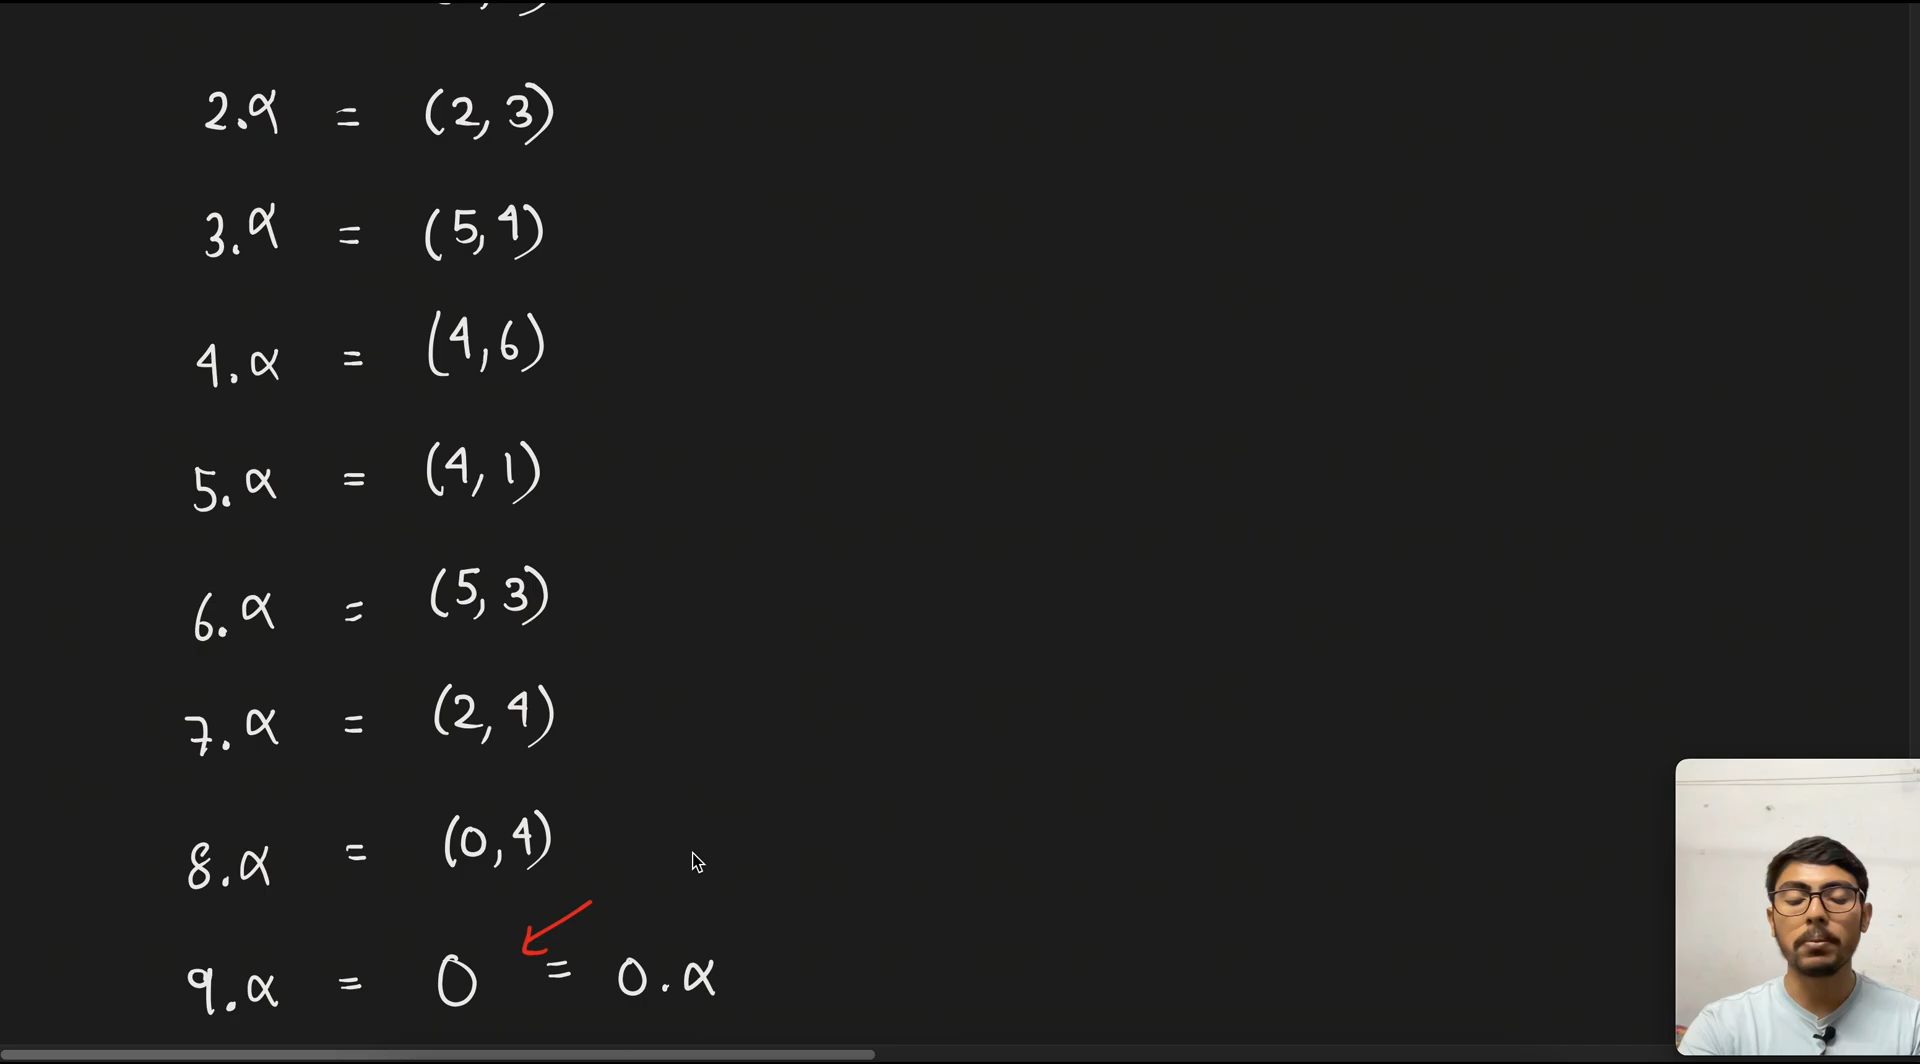 2.α = (2, 3)
3.α = (5, 4)
4.α = (4, 6)
5.α = (4, 1)
6.α = (5, 3)
7.α = (2, 4)
8.α = (0, 4)
9.α = 0 = 0.α